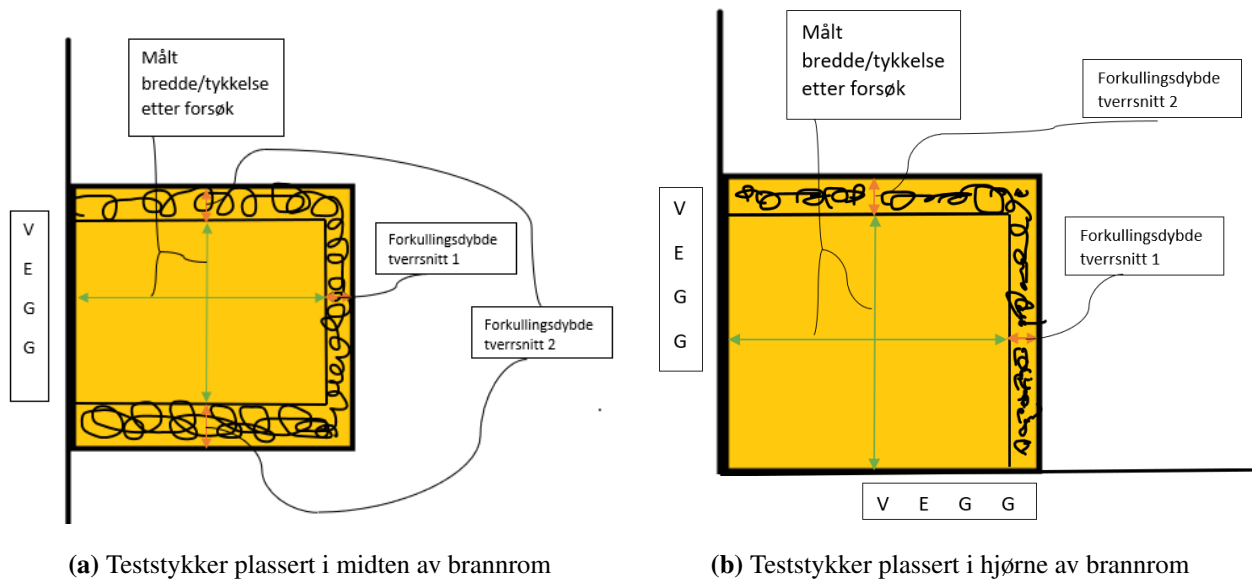 Målt
bredde/tykkelse
etter forsøk
V
E
G
G
Forkullingsdybde
tverrsnitt 1
Forkullingsdybde
tverrsnitt 2
(a) Teststykker plassert i midten av brannrom
Målt
bredde/tykkelse
etter forsøk
Forkullingsdybde
tverrsnitt 2
V
E
G
G
Forkullingsdybde
tverrsnitt 1
V E G G
(b) Teststykker plassert i hjørne av brannrom